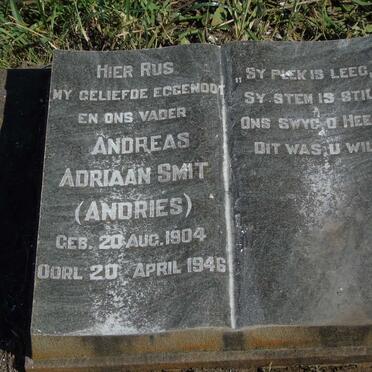 HIER RUS
MY GELIEFDE EGGENOOT
EN ONS VADER
ANDREAS
ADRIAAN SMIT
(ANDRIES)
GEB. 20 AUG. 1904
OORL 20 APRIL 1946
„SY PLEK IS LEEG,
SY STEM IS STIL
ONS SWYG O HEER
DIT WAS U WIL